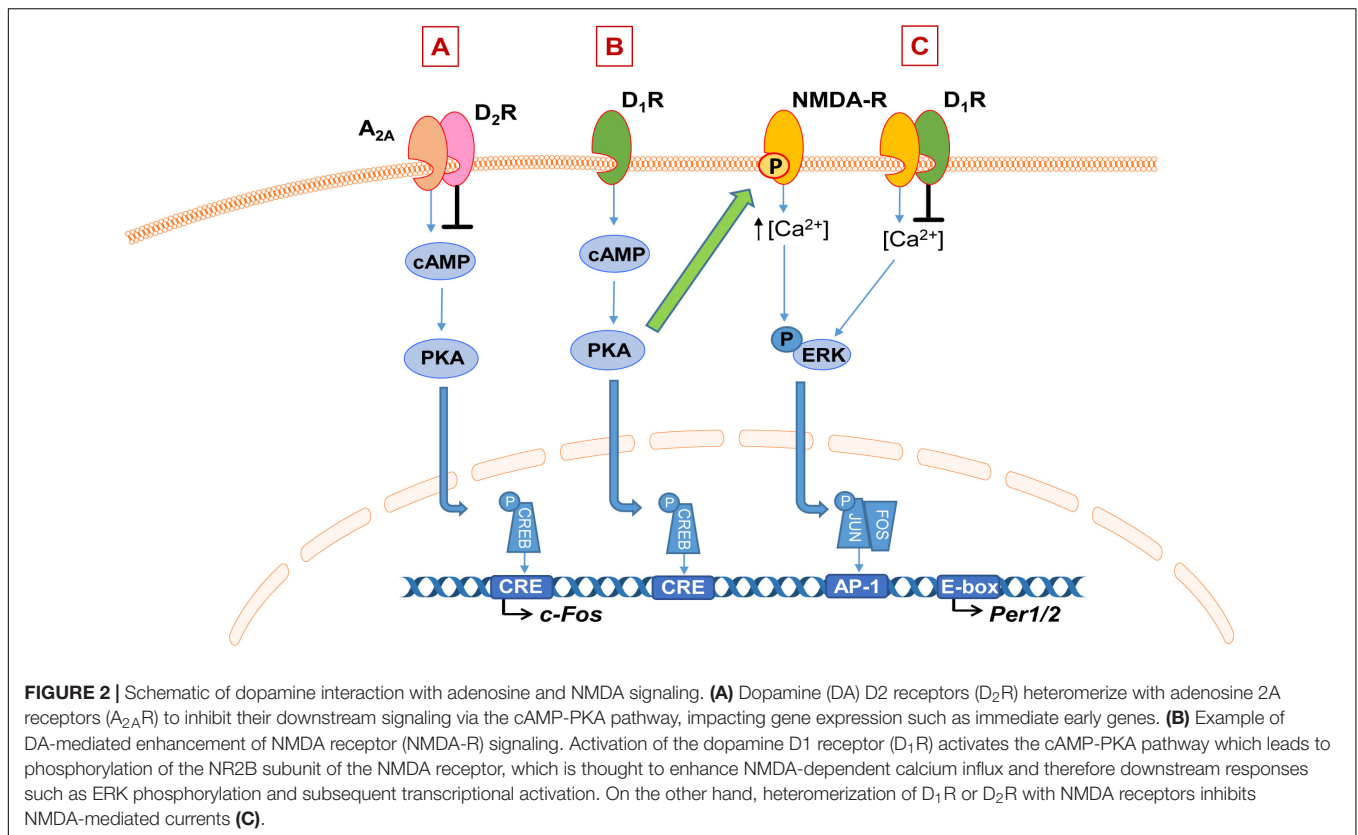 A B C
A₂A D₂R D₁R NMDA-R D₁R
P
↑ [Ca²⁺] [Ca²⁺]
cAMP cAMP
PKA PKA P ERK
P CREB P CREB P JUN FOS
CRE CRE AP-1 E-box
c-Fos Per1/2
FIGURE 2 | Schematic of dopamine interaction with adenosine and NMDA signaling. (A) Dopamine (DA) D2 receptors (D₂R) heteromerize with adenosine 2A
receptors (A₂AR) to inhibit their downstream signaling via the cAMP-PKA pathway, impacting gene expression such as immediate early genes. (B) Example of
DA-mediated enhancement of NMDA receptor (NMDA-R) signaling. Activation of the dopamine D1 receptor (D₁R) activates the cAMP-PKA pathway which leads to
phosphorylation of the NR2B subunit of the NMDA receptor, which is thought to enhance NMDA-dependent calcium influx and therefore downstream responses
such as ERK phosphorylation and subsequent transcriptional activation. On the other hand, heteromerization of D₁R or D₂R with NMDA receptors inhibits
NMDA-mediated currents (C).